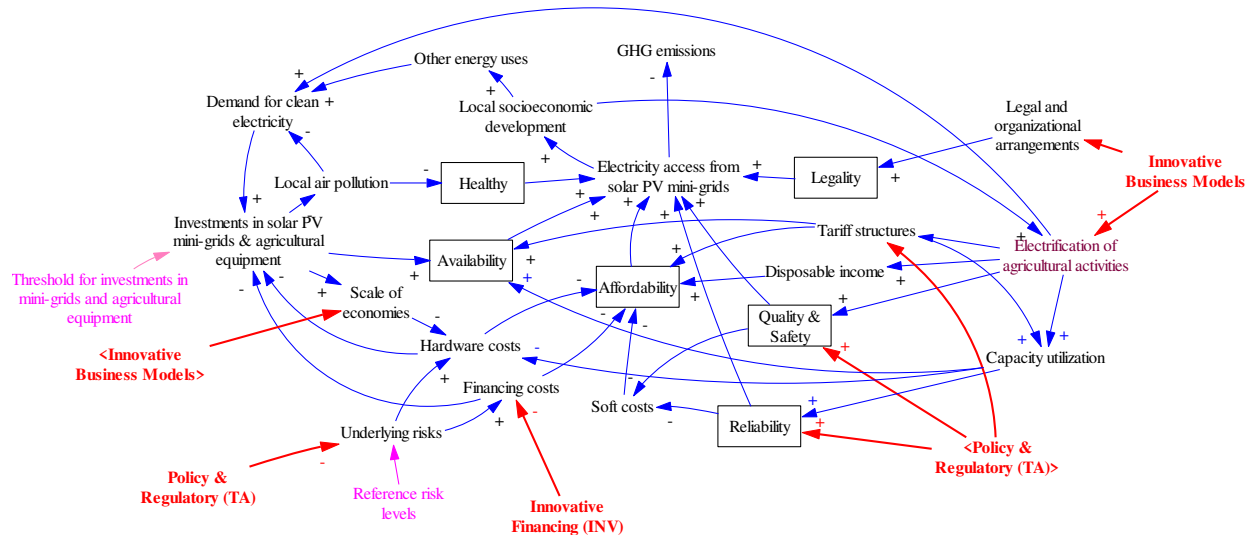 GHG emissions
Other energy uses
Demand for clean
electricity
Local socioeconomic
development
Legal and
organizational
arrangements
Innovative
Business Models
Local air pollution
Healthy
Electricity access from
solar PV mini-grids
Legality
Investments in solar PV
mini-grids & agricultural
equipment
Availability
Tariff structures
Electrification of
agricultural activities
Threshold for investments in
mini-grids and agricultural
equipment
Scale of
economies
Affordability
Disposable income
Quality &
Safety
<Innovative
Business Models>
Hardware costs
Capacity utilization
Financing costs
Soft costs
Reliability
Underlying risks
<Policy &
Regulatory (TA)>
Policy &
Regulatory (TA)
Reference risk
levels
Innovative
Financing (INV)